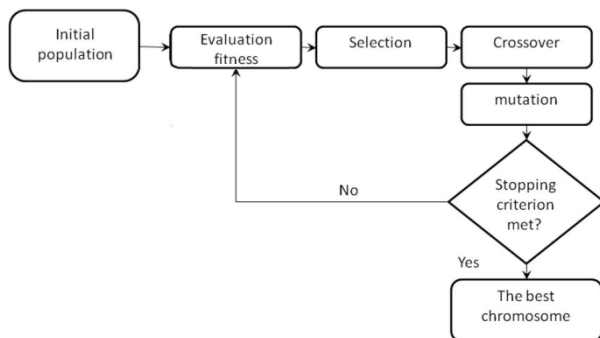 Initial
population
Evaluation
fitness
Selection
Crossover
mutation
Stopping
criterion
met?
No
Yes
The best
chromosome